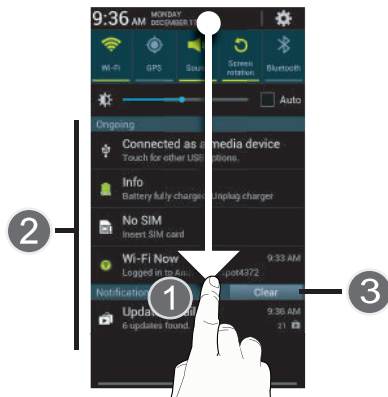 9:36 AM MONDAY
DECEMBER 1
Wi-Fi GPS Screen rotation Bluetooth
Auto
Ongoing
Connected as a media device
Touch for other USB options.
Info
Battery fully charged. Unplug charger
No SIM
Insert SIM card
2
Wi-Fi Now 9:33 AM
Logged in to
Clear
3
1
9:36 AM
6 updates found. 21